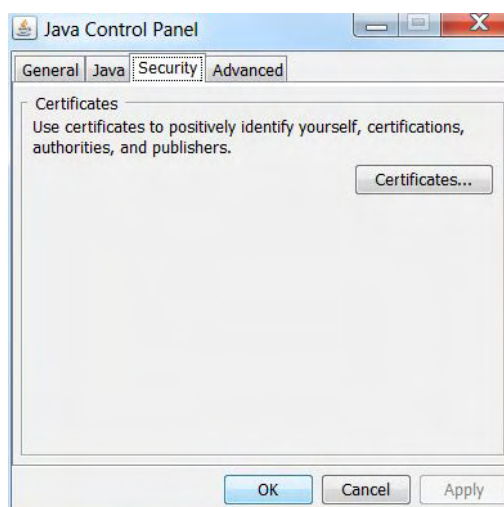 Java Control Panel
General Java Security Advanced
Certificates
Use certificates to positively identify yourself, certifications,
authorities, and publishers.
Certificates...
OK Cancel Apply